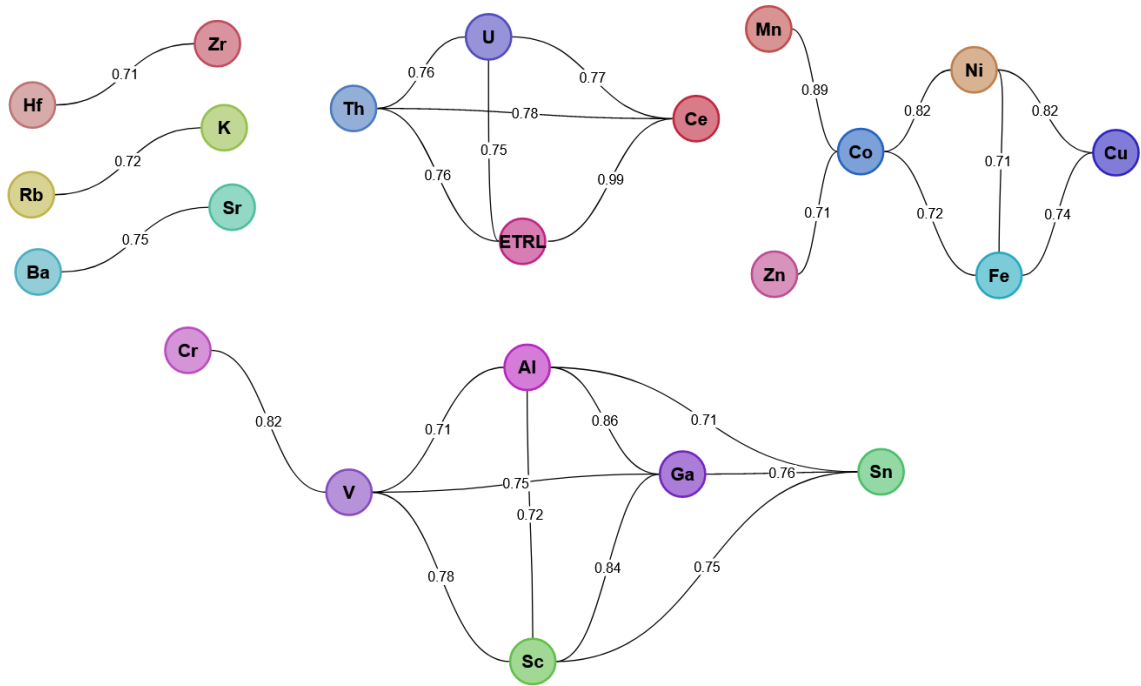 Zr
0.71
Hf
K
0.72
Rb
Sr
0.75
Ba
U
0.76
0.77
Th
0.78
Ce
0.75
0.76
0.99
ETRL
Mn
Ni
0.89
0.82
0.82
Co
Cu
0.71
0.71
0.72
0.74
Zn
Fe
Cr
Al
0.82
0.71
0.86
0.71
V
0.75
Ga
0.76
Sn
0.72
0.78
0.84
0.75
Sc